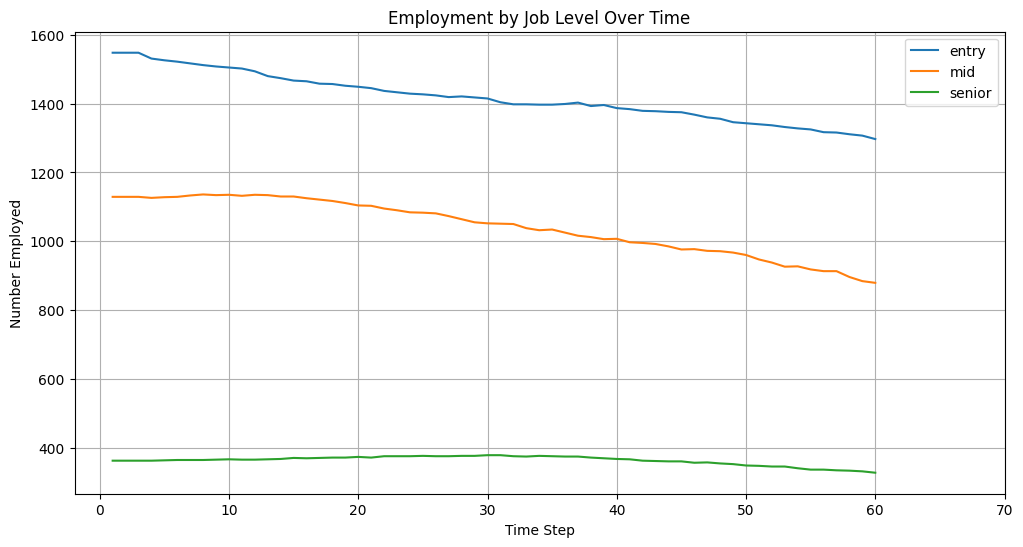 Employment by Job Level Over Time
1600
1400
1200
1000
800
600
400
Number Employed
entry
mid
senior
0 10 20 30 40 50 60 70
Time Step